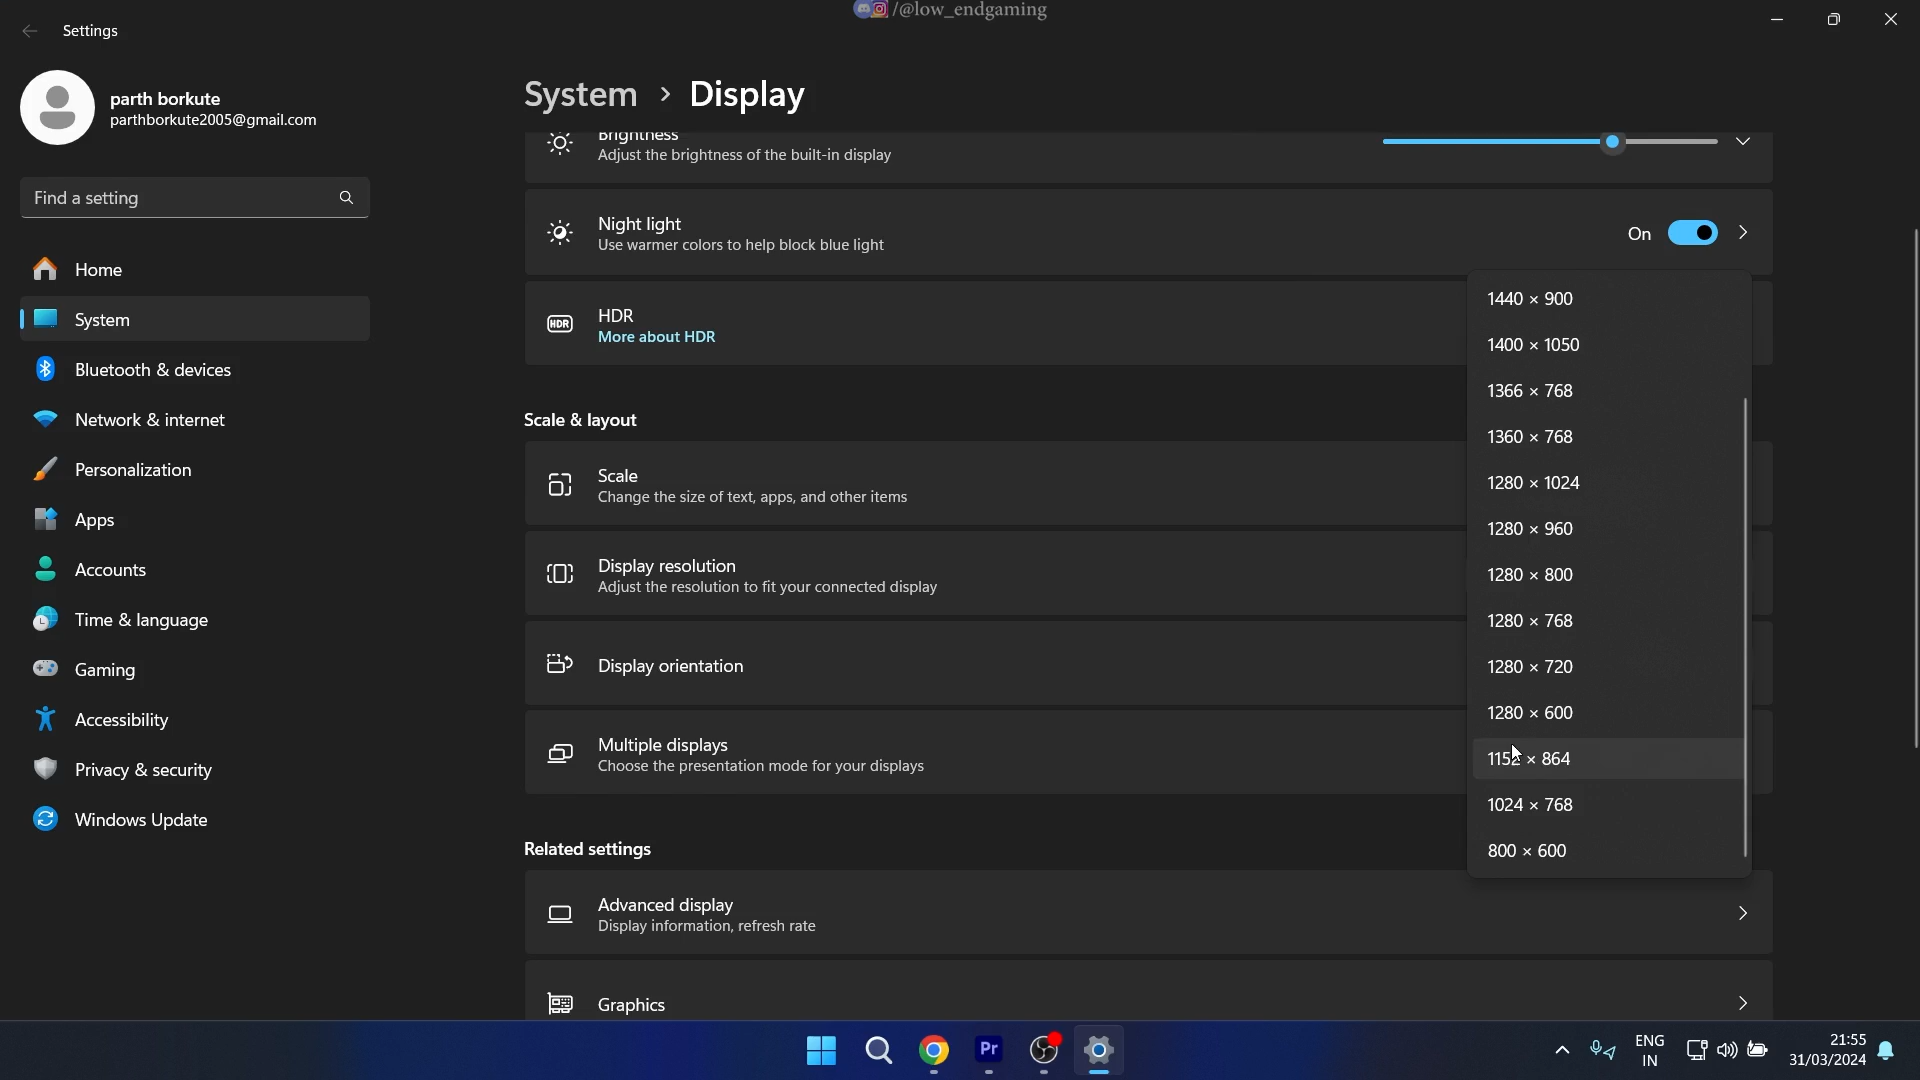 /@low_endgaming
Settings
parth borkute
parthborkute2005@gmail.com
Find a setting
Home
System
Bluetooth & devices
Network & internet
Personalization
Apps
Accounts
Time & language
Gaming
Accessibility
Privacy & security
Windows Update
System > Display
Brightness
Adjust the brightness of the built-in display
Night light
Use warmer colors to help block blue light
On
HDR
HDR
More about HDR
Scale & layout
Scale
Change the size of text, apps, and other items
Display resolution
Adjust the resolution to fit your connected display
Display orientation
Multiple displays
Choose the presentation mode for your displays
Related settings
Advanced display
Display information, refresh rate
Graphics
1440 × 900
1400 × 1050
1366 × 768
1360 × 768
1280 × 1024
1280 × 960
1280 × 800
1280 × 768
1280 × 720
1280 × 600
1152 × 864
1024 × 768
800 × 600
Pr
ENG
IN
21:55
31/03/2024